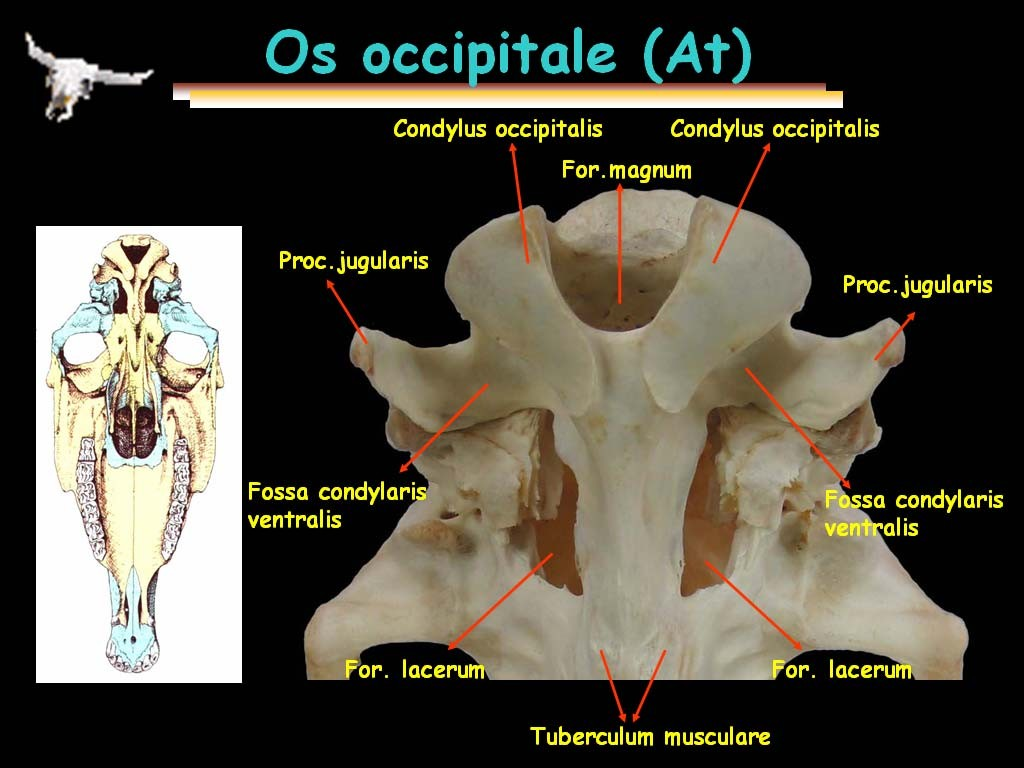 Os occipitale (At)
Condylus occipitalis
Condylus occipitalis
For.magnum
Proc.jugularis
Proc.jugularis
Fossa condylaris
ventralis
Fossa condylaris
ventralis
For. lacerum
For. lacerum
Tuberculum musculare